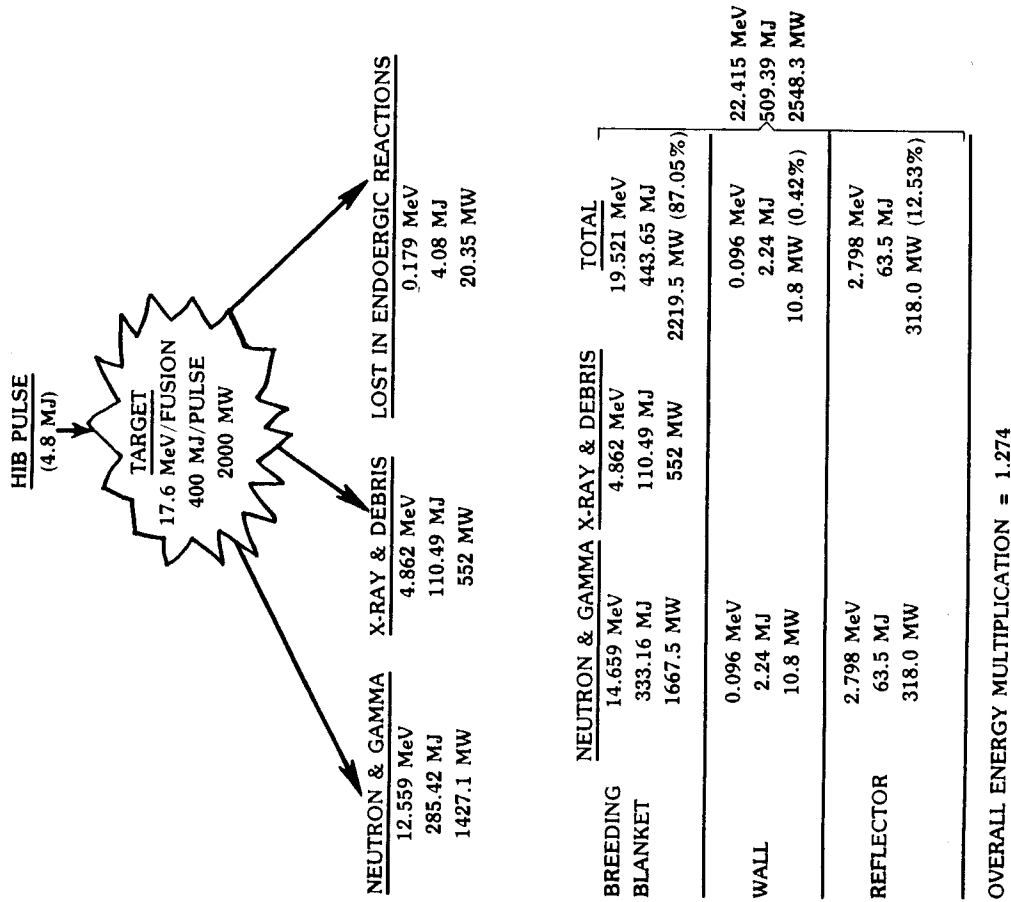 HIB PULSE
(4.8 MJ)
TARGET
17.6 MeV/FUSION
400 MJ/PULSE
2000 MW
NEUTRON & GAMMA
12.559 MeV
285.42 MJ
1427.1 MW
X-RAY & DEBRIS
4.862 MeV
110.49 MJ
552 MW
LOST IN ENDOERGIC REACTIONS
0.179 MeV
4.08 MJ
20.35 MW
NEUTRON & GAMMA X-RAY & DEBRIS TOTAL
BREEDING 14.659 MeV 4.862 MeV 19.521 MeV
BLANKET 333.16 MJ 110.49 MJ 443.65 MJ
1667.5 MW 552 MW 2219.5 MW (87.05%)
0.096 MeV 0.096 MeV 22.415 MeV
WALL 2.24 MJ 2.24 MJ 509.39 MJ
10.8 MW 10.8 MW (0.42%) 2548.3 MW
2.798 MeV 2.798 MeV
REFLECTOR 63.5 MJ 63.5 MJ
318.0 MW 318.0 MW (12.53%)
OVERALL ENERGY MULTIPLICATION = 1.274